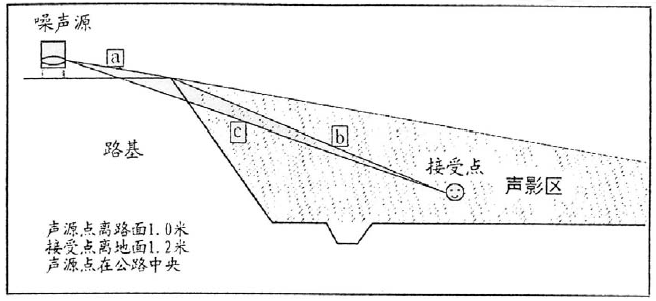 噪声源
a
c
b
路基
接受点
声影区
声源点离路面1.0米
接受点离地面1.2米
声源点在公路中央